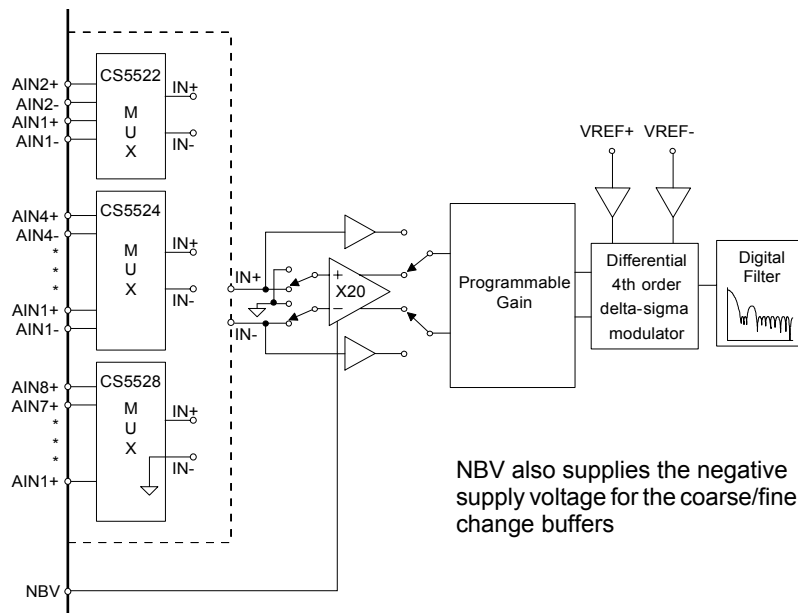 CS5522
M
U
X
IN+
IN-
AIN2+
AIN2-
AIN1+
AIN1-
CS5524
M
U
X
IN+
IN-
AIN4+
AIN4-
*
*
*
AIN1+
AIN1-
CS5528
M
U
X
IN+
IN-
AIN8+
AIN7+
*
*
*
AIN1+
NBV
IN+
IN-
+
X20
-
Programmable
Gain
VREF+ VREF-
Differential
4th order
delta-sigma
modulator
Digital
Filter
NBV also supplies the negative
supply voltage for the coarse/fine
change buffers